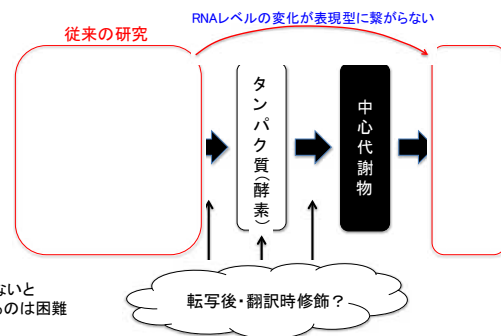 RNAレベルの変化が表現型に繋がらない
従来の研究
タンパク質(酵素)
中心代謝物
転写後・翻訳時修飾？
ないと
るのは困難